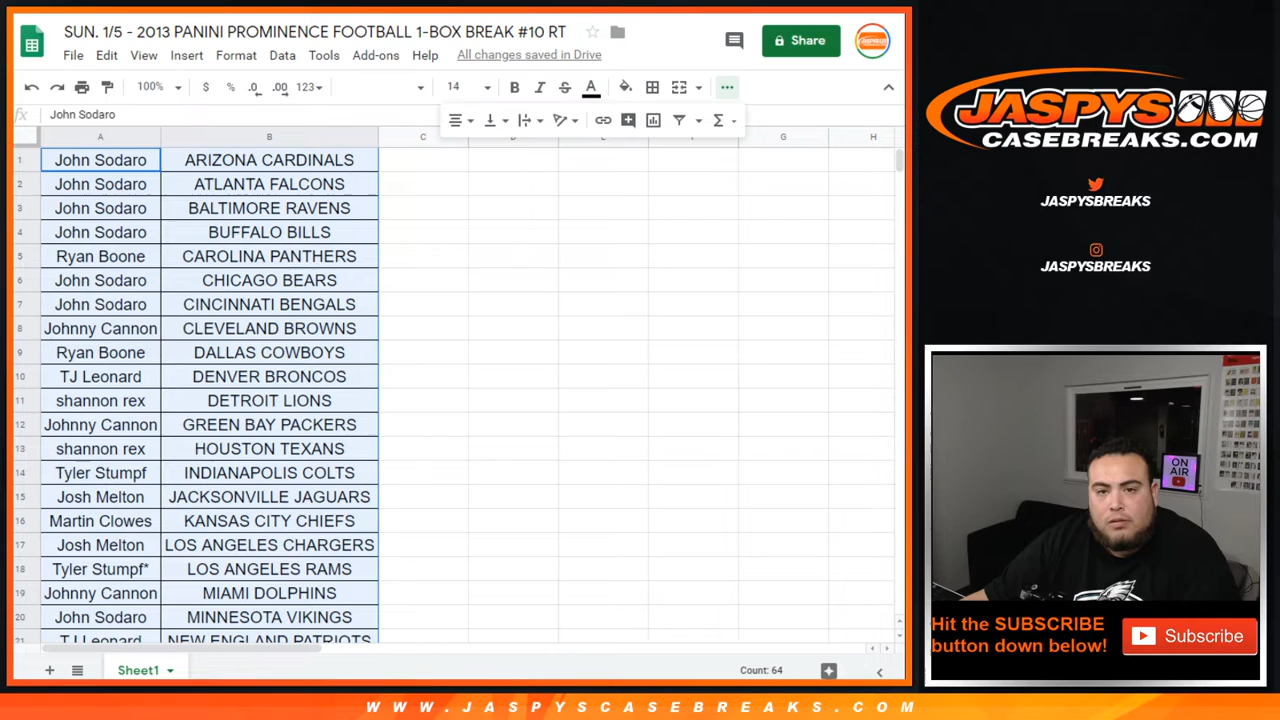 SUN. 1/5 - 2013 PANINI PROMINENCE FOOTBALL 1-BOX BREAK #10 RT
Share
File Edit View Insert Format Data Tools Add-ons Help All changes saved in Drive
100% $ % .0 .00 123 14 B I S A
fx John Sodaro
A B C G H
1 John Sodaro ARIZONA CARDINALS
2 John Sodaro ATLANTA FALCONS
3 John Sodaro BALTIMORE RAVENS
4 John Sodaro BUFFALO BILLS
5 Ryan Boone CAROLINA PANTHERS
6 John Sodaro CHICAGO BEARS
7 John Sodaro CINCINNATI BENGALS
8 Johnny Cannon CLEVELAND BROWNS
9 Ryan Boone DALLAS COWBOYS
10 TJ Leonard DENVER BRONCOS
11 shannon rex DETROIT LIONS
12 Johnny Cannon GREEN BAY PACKERS
13 shannon rex HOUSTON TEXANS
14 Tyler Stumpf INDIANAPOLIS COLTS
15 Josh Melton JACKSONVILLE JAGUARS
16 Martin Clowes KANSAS CITY CHIEFS
17 Josh Melton LOS ANGELES CHARGERS
18 Tyler Stumpf* LOS ANGELES RAMS
19 Johnny Cannon MIAMI DOLPHINS
20 John Sodaro MINNESOTA VIKINGS
21 TJ Leonard NEW ENGLAND PATRIOTS
Sheet1 Count: 64
JASPYS
CASEBREAKS.COM
JASPYSBREAKS
JASPYSBREAKS
ON
AIR
Hit the SUBSCRIBE
button down below!
Subscribe
WWW.JASPYSCASEBREAKS.COM